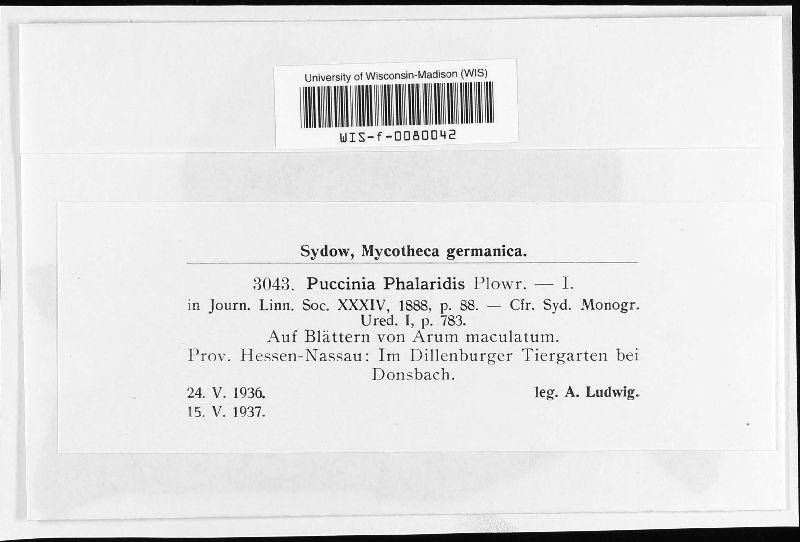 University of Wisconsin-Madison (WIS)
WIS-f-0080042
Sydow, Mycotheca germanica.
3043. Puccinia Phalaridis Plowr. — I.
in Journ. Linn. Soc. XXXIV, 1888, p. 88. — Cfr. Syd. Monogr.
Ured. I, p. 783.
Auf Blättern von Arum maculatum.
Prov. Hessen-Nassau: Im Dillenburger Tiergarten bei
Donsbach.
24. V. 1936. leg. A. Ludwig.
15. V. 1937.